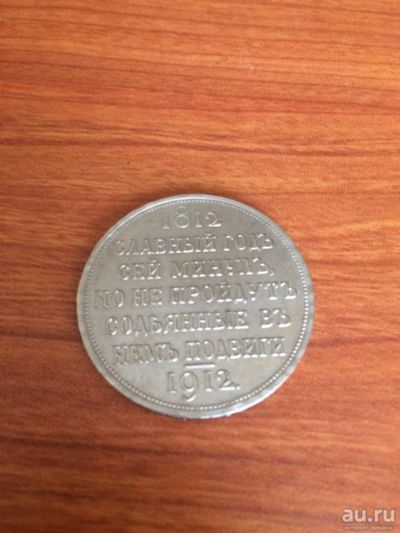 1812
СЛАВНЫЙ ГОДЪ
СЕЙ МИНУЛЪ,
НО НЕ ПРОЙДУТЪ
СОДѢЯННЫЕ ВЪ
НЕМЪ ПОДВИГИ
1912.
au.ru